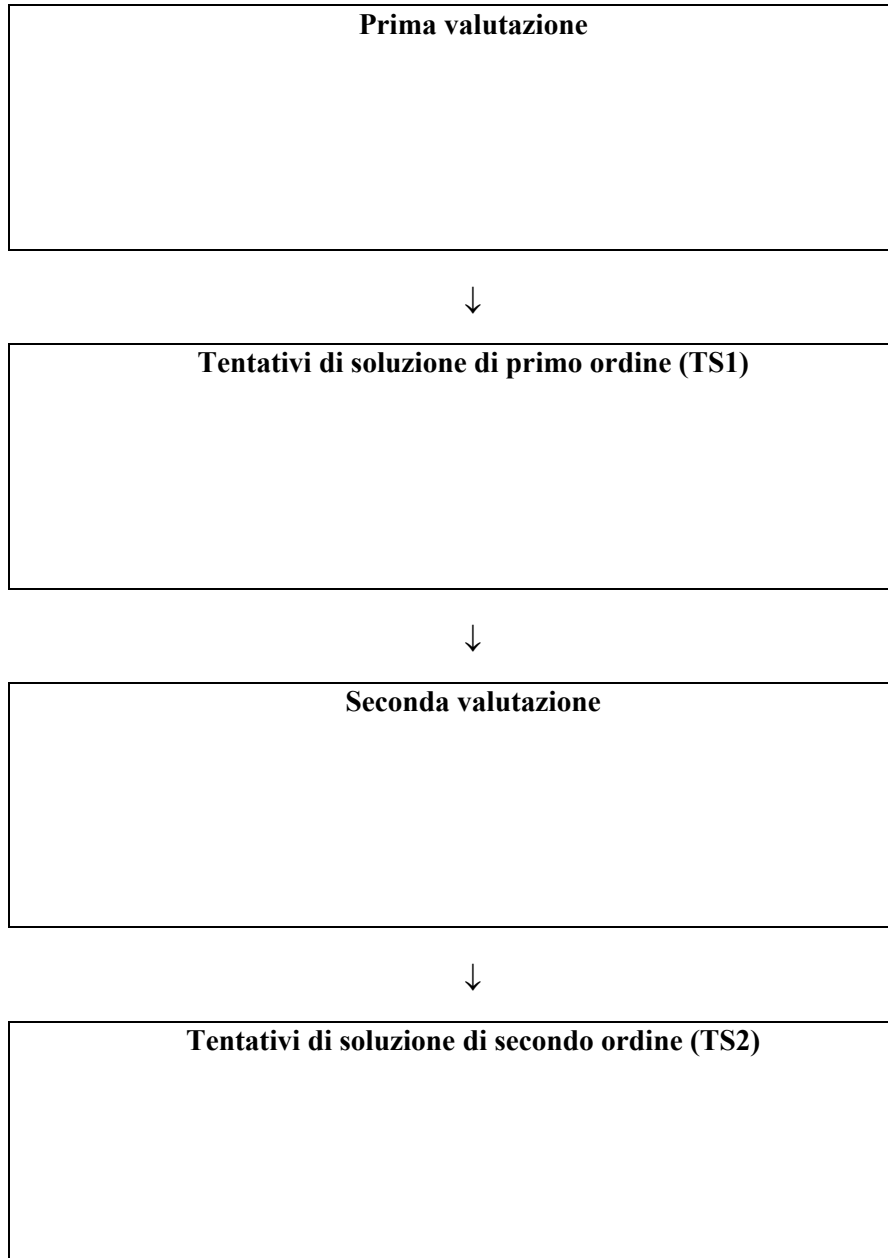 Prima valutazione
↓
Tentativi di soluzione di primo ordine (TS1)
↓
Seconda valutazione
↓
Tentativi di soluzione di secondo ordine (TS2)